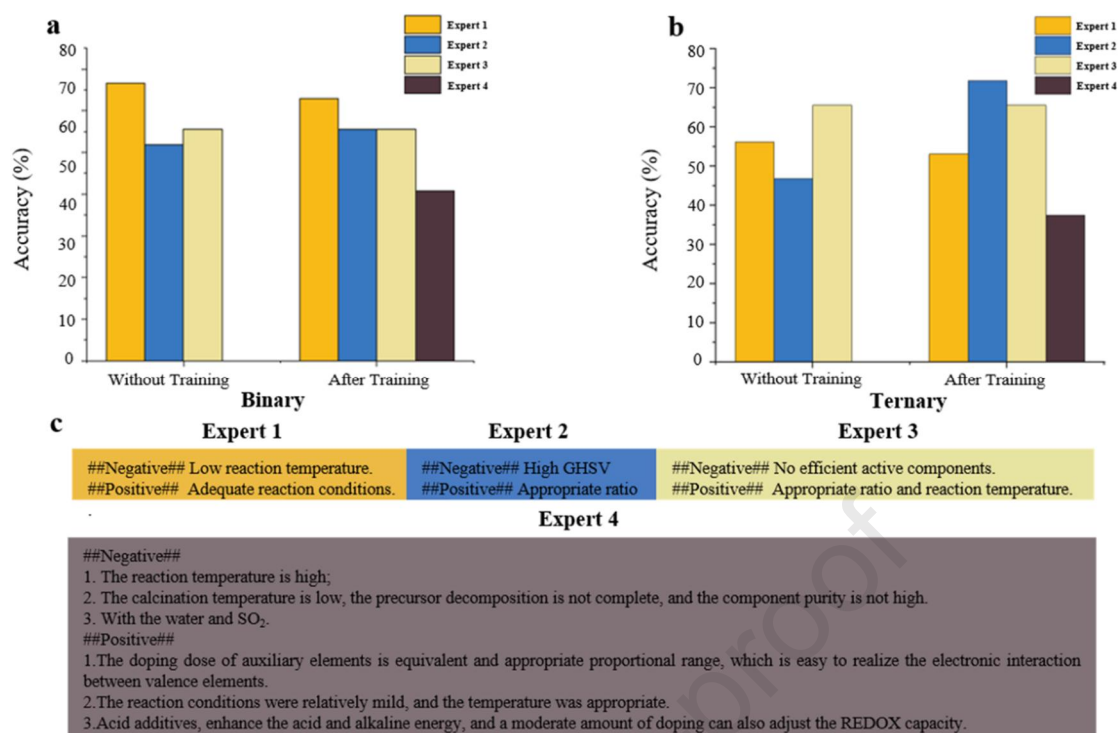 a
Expert 1
Expert 2
Expert 3
Expert 4
80
70
60
50
40
30
20
10
0
Accuracy (%)
Without Training
After Training
Binary
b
Expert 1
Expert 2
Expert 3
Expert 4
80
70
60
50
40
30
20
10
0
Accuracy (%)
Without Training
After Training
Ternary
c
Expert 1
##Negative## Low reaction temperature.
##Positive## Adequate reaction conditions.
Expert 2
##Negative## High GHSV
##Positive## Appropriate ratio
Expert 3
##Negative## No efficient active components.
##Positive## Appropriate ratio and reaction temperature.
Expert 4
##Negative##
1. The reaction temperature is high;
2. The calcination temperature is low, the precursor decomposition is not complete, and the component purity is not high.
3. With the water and SO₂.
##Positive##
1.The doping dose of auxiliary elements is equivalent and appropriate proportional range, which is easy to realize the electronic interaction
between valence elements.
2.The reaction conditions were relatively mild, and the temperature was appropriate.
3.Acid additives, enhance the acid and alkaline energy, and a moderate amount of doping can also adjust the REDOX capacity.
proof